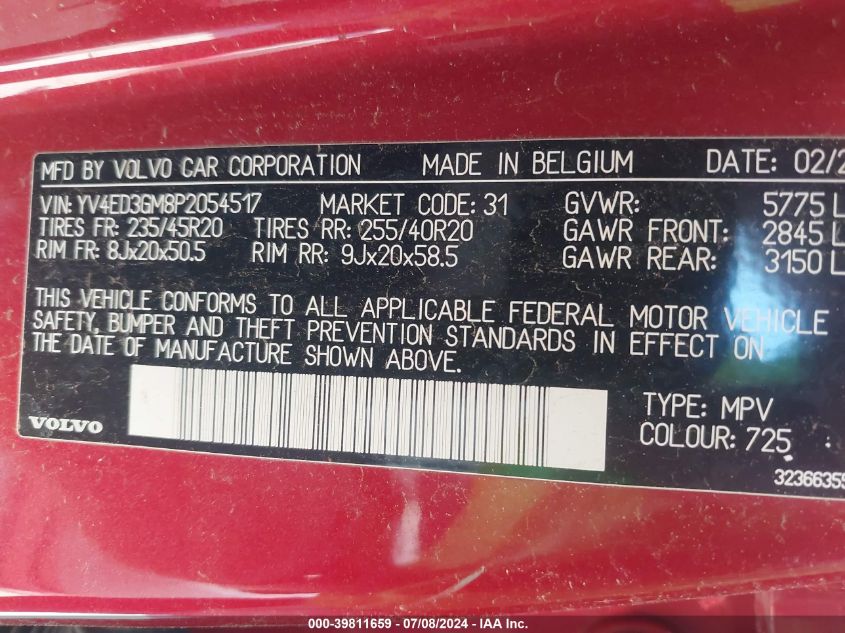 MFD BY VOLVO CAR CORPORATION MADE IN BELGIUM DATE: 02/2
VIN: YV4ED3GM8P2054517 MARKET CODE: 31 GVWR: 5775 L
TIRES FR: 235/45R20 TIRES RR: 255/40R20 GAWR FRONT: 2845 L
RIM FR: 8Jx20x50.5 RIM RR: 9Jx20x58.5 GAWR REAR: 3150 L
THIS VEHICLE CONFORMS TO ALL APPLICABLE FEDERAL MOTOR VEHICLE
SAFETY, BUMPER AND THEFT PREVENTION STANDARDS IN EFFECT ON
THE DATE OF MANUFACTURE SHOWN ABOVE.
VOLVO
TYPE: MPV
COLOUR: 725
3236635
000-39811659 / 07/08/2024 - IAA Inc.